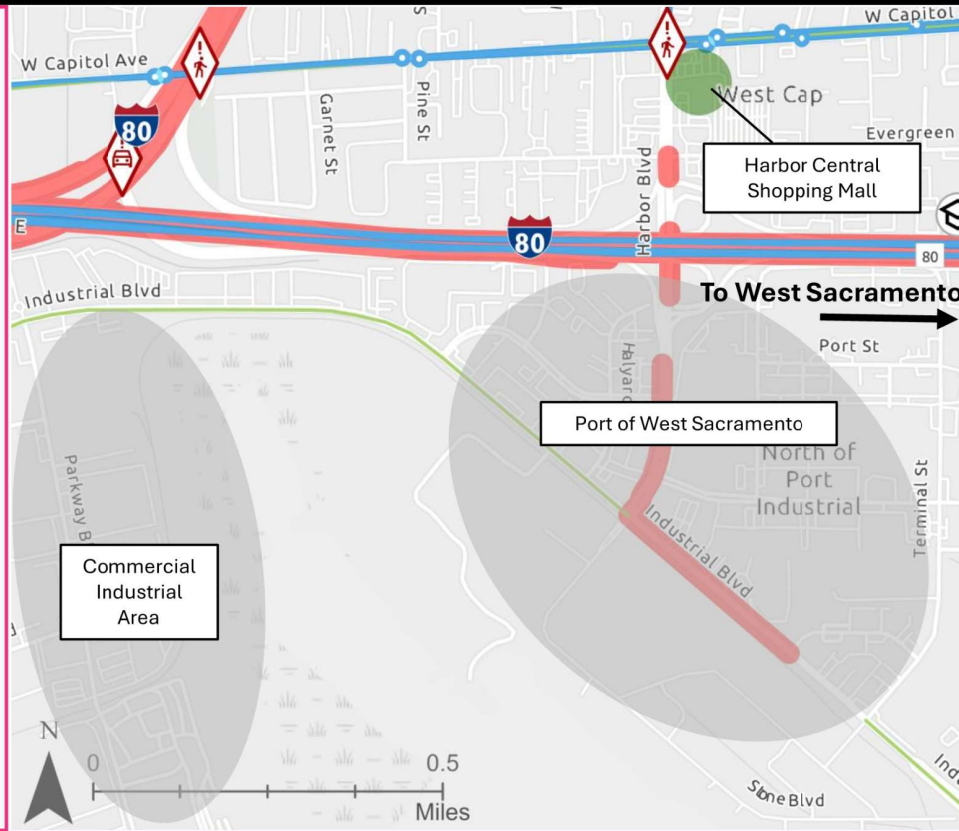 W Capitol
W Capitol Ave
80
Garnet St
Pine St
S
West Cap
Evergreen
Harbor Central
Shopping Mall
Harbor Blvd
E
80
80
Industrial Blvd
To West Sacramento
Port St
Halyard
Port of West Sacramento
North of
Port
Industrial
Parkway B
Industrial Blvd
Terminal St
Commercial
Industrial
Area
N
0
0.5
Miles
Stone Blvd
Indu